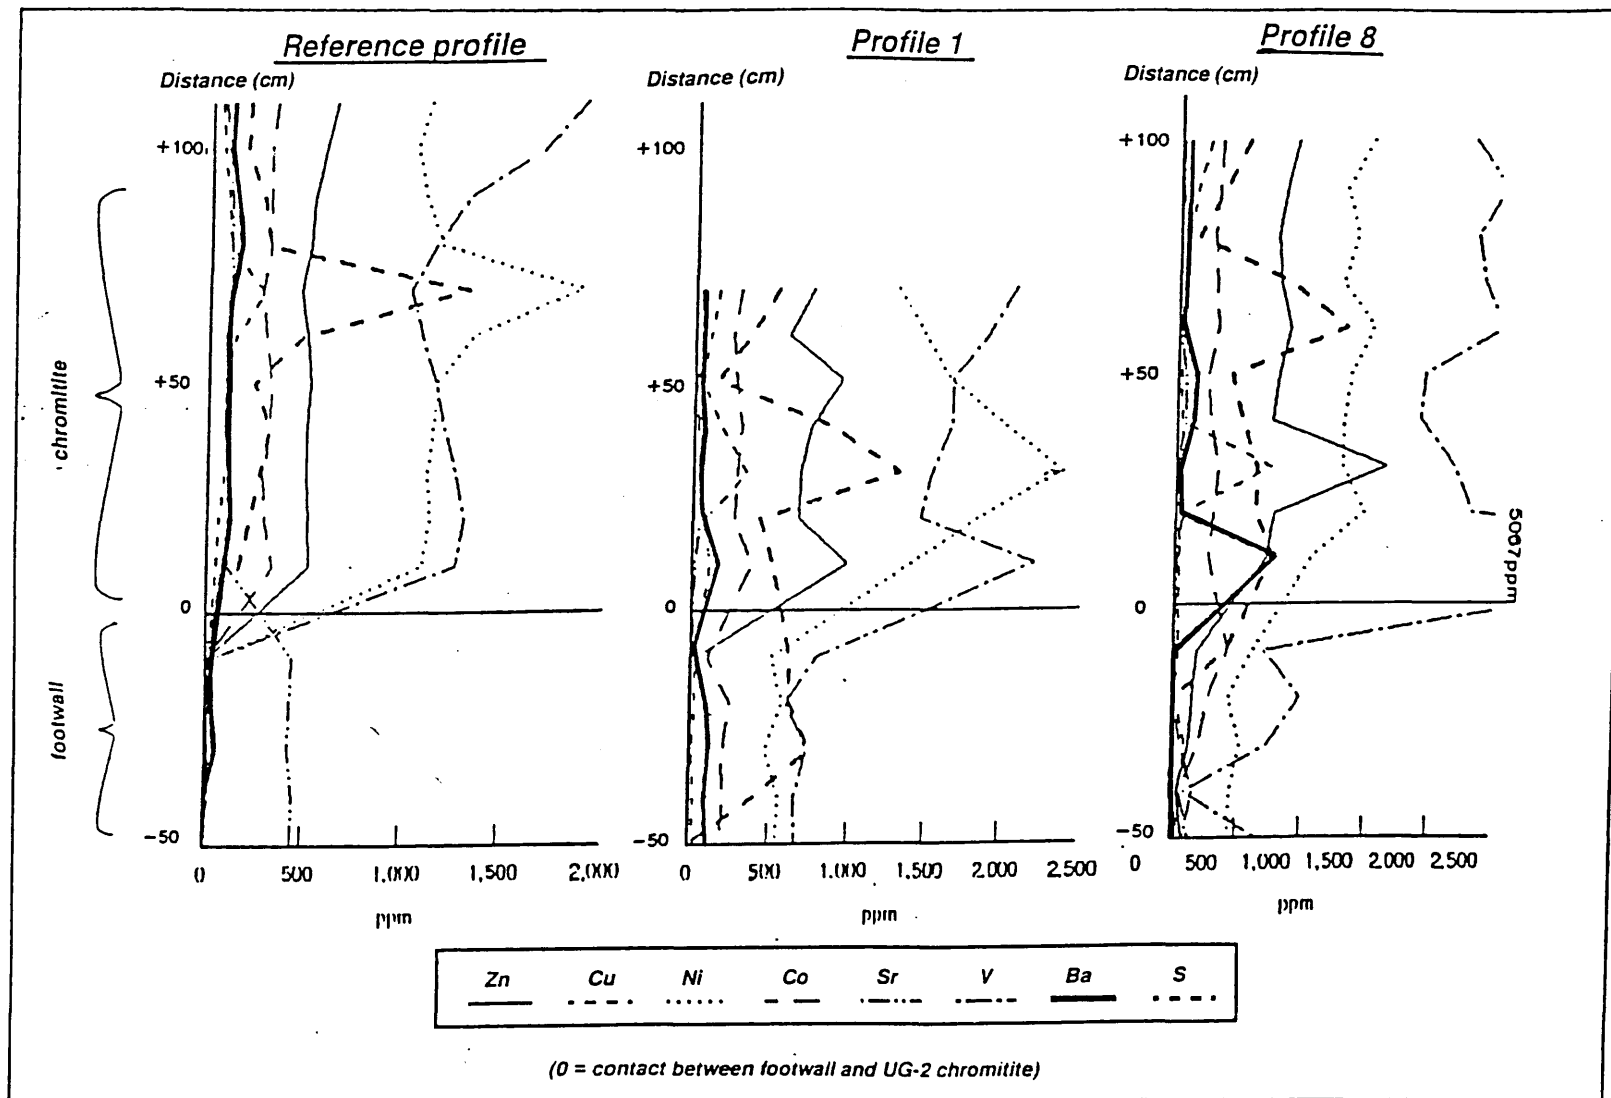 Reference profile Profile 1 Profile 8
Distance (cm) Distance (cm) Distance (cm)
+100 +100 +100
+50 +50 +50
chromitite
5067 ppm
0 0 0
X Y
footwall
-50 -50 -50
0 500 1,000 1,500 2,000 0 500 1,000 1,500 2,000 2,500 0 500 1,000 1,500 2,000 2,500
ppm ppm ppm
Zn Cu Ni Co Sr V Ba S
(0 = contact between footwall and UG-2 chromitite)